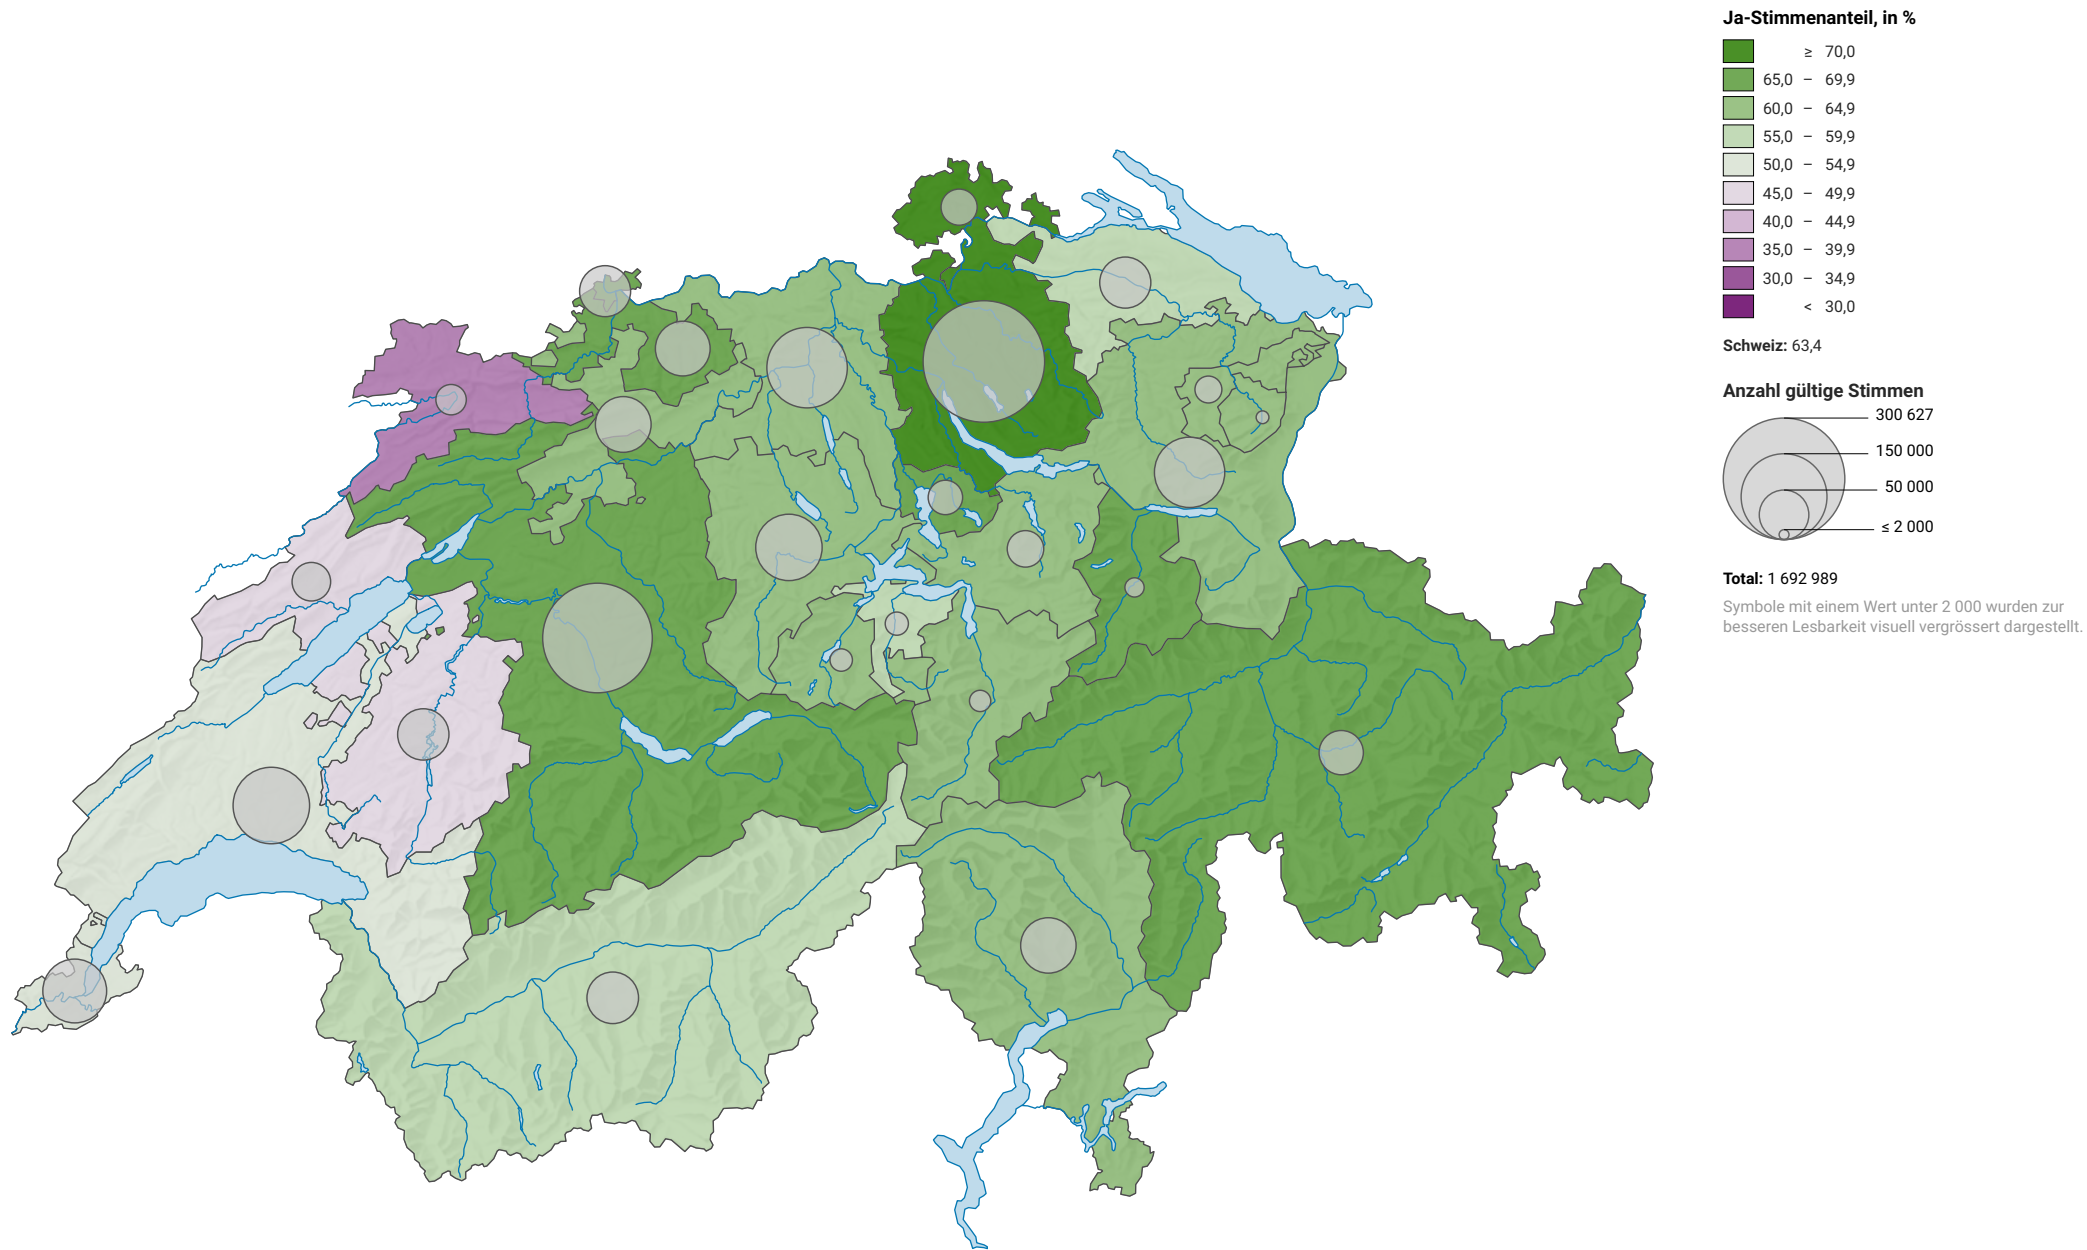 Ja-Stimmenanteil, in %
≥ 70,0
65,0 – 69,9
60,0 – 64,9
55,0 – 59,9
50,0 – 54,9
45,0 – 49,9
40,0 – 44,9
35,0 – 39,9
30,0 – 34,9
< 30,0
Schweiz: 63,4
Anzahl gültige Stimmen
300 627
150 000
50 000
≤ 2 000
Total: 1 692 989
Symbole mit einem Wert unter 2 000 wurden zur
besseren Lesbarkeit visuell vergrössert dargestellt.